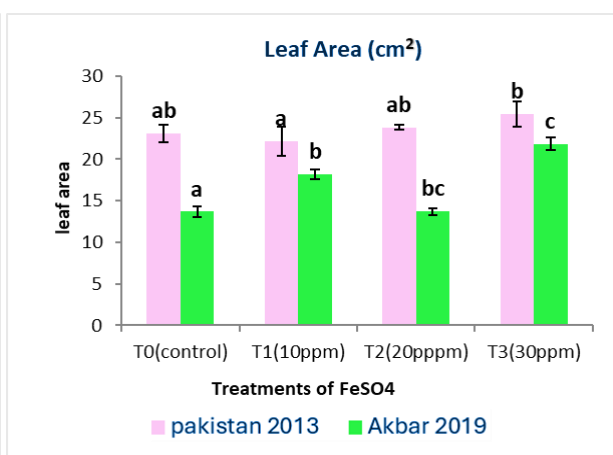 Leaf Area (cm²)
30
25
20
15
10
5
0
leaf area
ab
a
a
b
ab
bc
b
c
T0(control) T1(10ppm) T2(20pppm) T3(30ppm)
Treatments of FeSO4
pakistan 2013 Akbar 2019